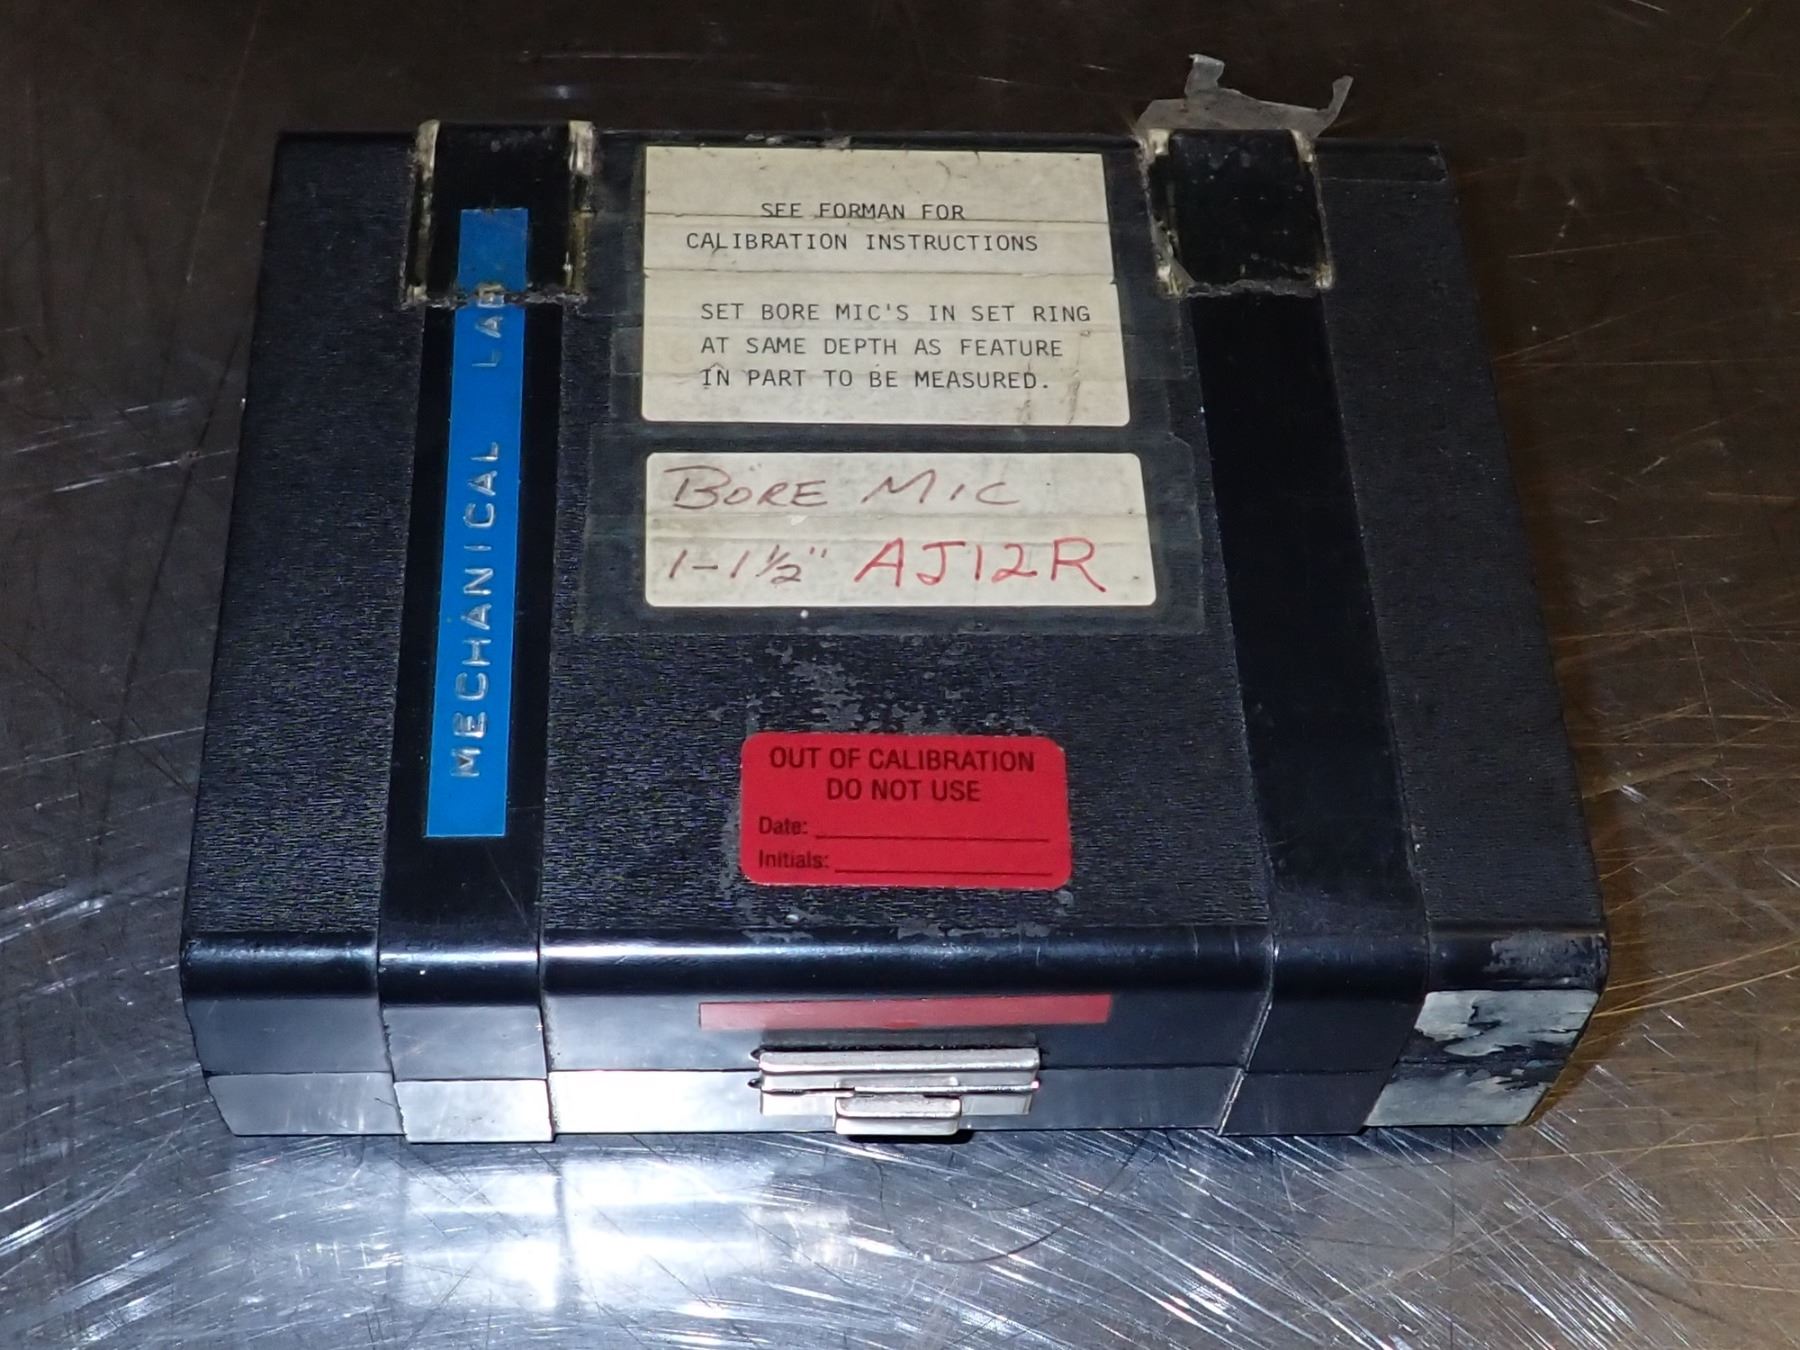 SEE FORMAN FOR
CALIBRATION INSTRUCTIONS
SET BORE MIC'S IN SET RING
AT SAME DEPTH AS FEATURE
IN PART TO BE MEASURED.
BORE MIC
1-1½" AJ12R
MECHANICAL LAB
OUT OF CALIBRATION
DO NOT USE
Date:
Initials: